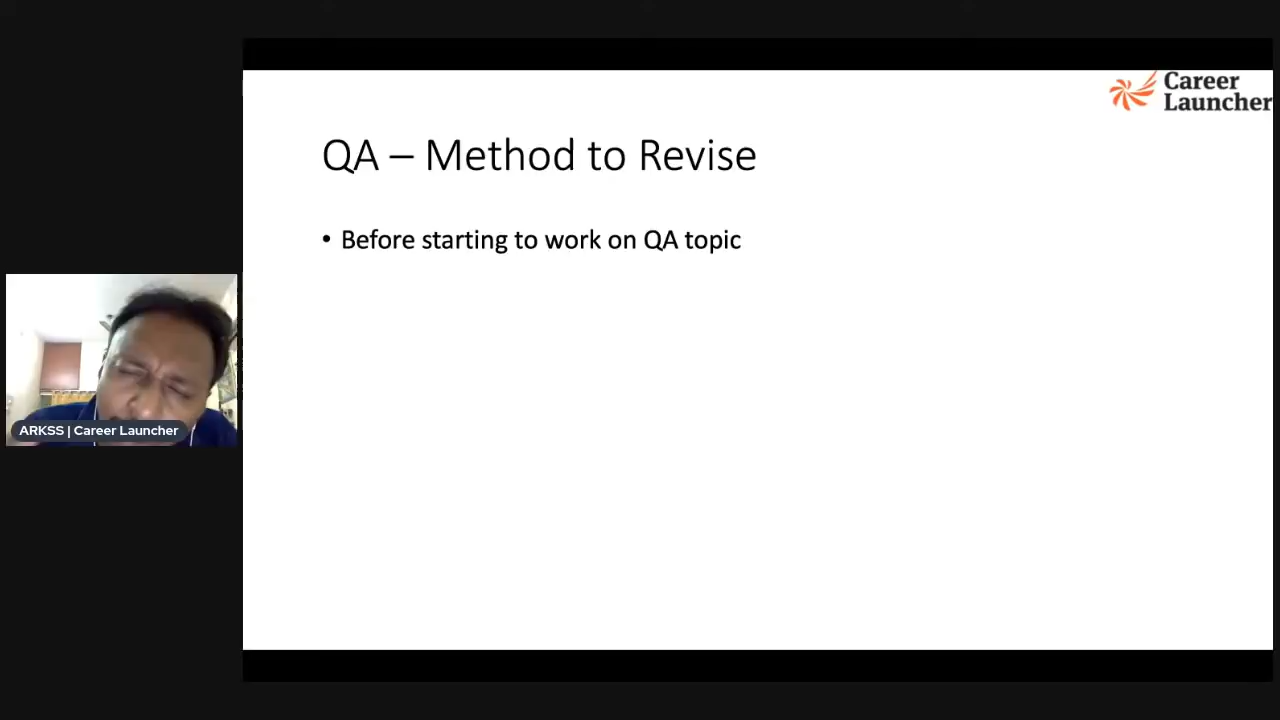 Career
Launcher
QA – Method to Revise
• Before starting to work on QA topic
ARKSS | Career Launcher